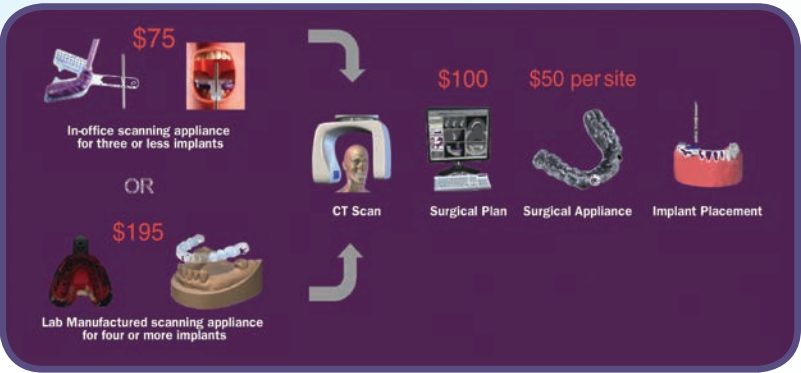 $75
In-office scanning appliance
for three or less implants
OR
$195
Lab Manufactured scanning appliance
for four or more implants
CT Scan
$100
Surgical Plan
$50 per site
Surgical Appliance
Implant Placement